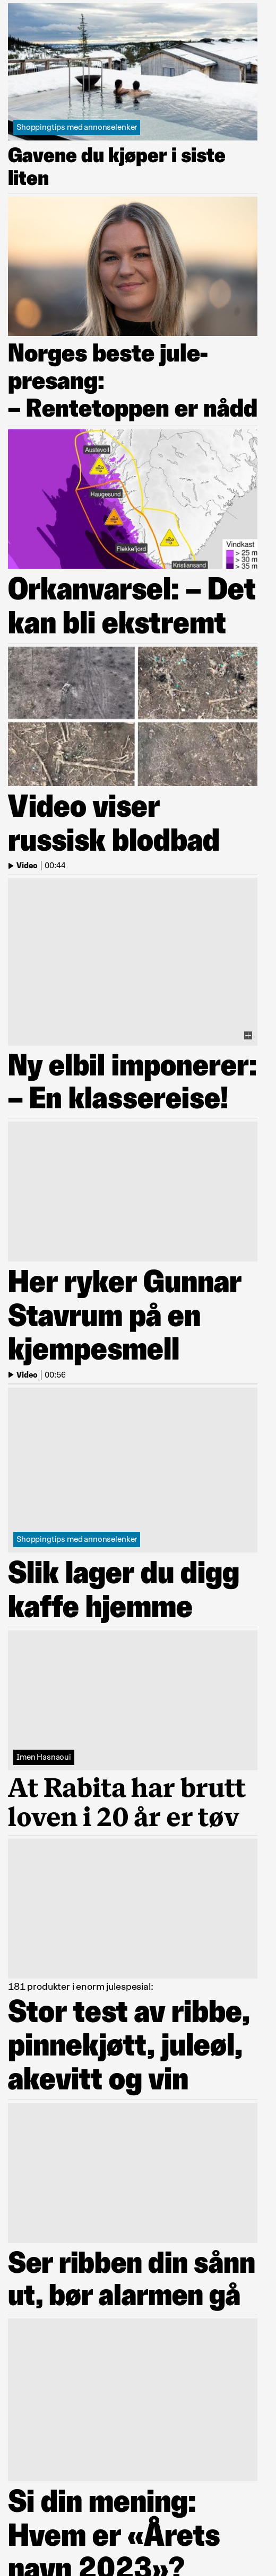 Shoppingtips med annonselenker
Gavene du kjøper i siste
liten
Norges beste jule-
presang:
– Rentetoppen er nådd
Austevoll
Haugesund
Flekkefjord
Kristiansand
Vindkast
> 25 m
> 30 m
> 35 m
Orkanvarsel: – Det
kan bli ekstremt
Video viser
russisk blodbad
Video | 00:44
Ny elbil imponerer:
– En klassereise!
Her ryker Gunnar
Stavrum på en
kjempesmell
Video | 00:56
Shoppingtips med annonselenker
Slik lager du digg
kaffe hjemme
Imen Hasnaoui
At Rabita har brutt
loven i 20 år er tøv
181 produkter i enorm julespesial:
Stor test av ribbe,
pinnekjøtt, juleøl,
akevitt og vin
Ser ribben din sånn
ut, bør alarmen gå
Si din mening:
Hvem er «Årets
navn 2023»?